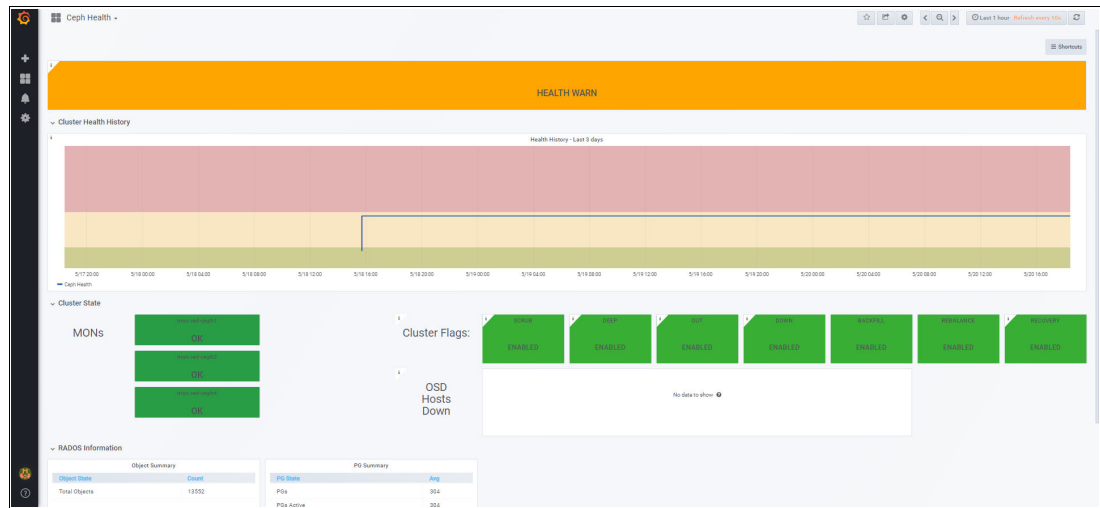 Ceph Health
Last 1 hour Refresh every 10s
Shortcuts
HEALTH WARN
Cluster Health History
Health History - Last 3 days
5/17 20:00 5/18 00:00 5/18 04:00 5/18 08:00 5/18 12:00 5/18 16:00 5/18 20:00 5/19 00:00 5/19 04:00 5/19 08:00 5/19 12:00 5/19 16:00 5/19 20:00 5/20 00:00 5/20 04:00 5/20 08:00 5/20 12:00 5/20 16:00
Ceph Health
Cluster State
MONs
OK
OK
OK
Cluster Flags:
SCRUB DEEP OUT DOWN BACKFILL REBALANCE RECOVERY
ENABLED ENABLED ENABLED ENABLED ENABLED ENABLED ENABLED
OSD
Hosts
Down
No data to show
RADOS Information
Object Summary
Object State Count
Total Objects 13552
PG Summary
PG State Avg
PGs 304
PGs Active 304